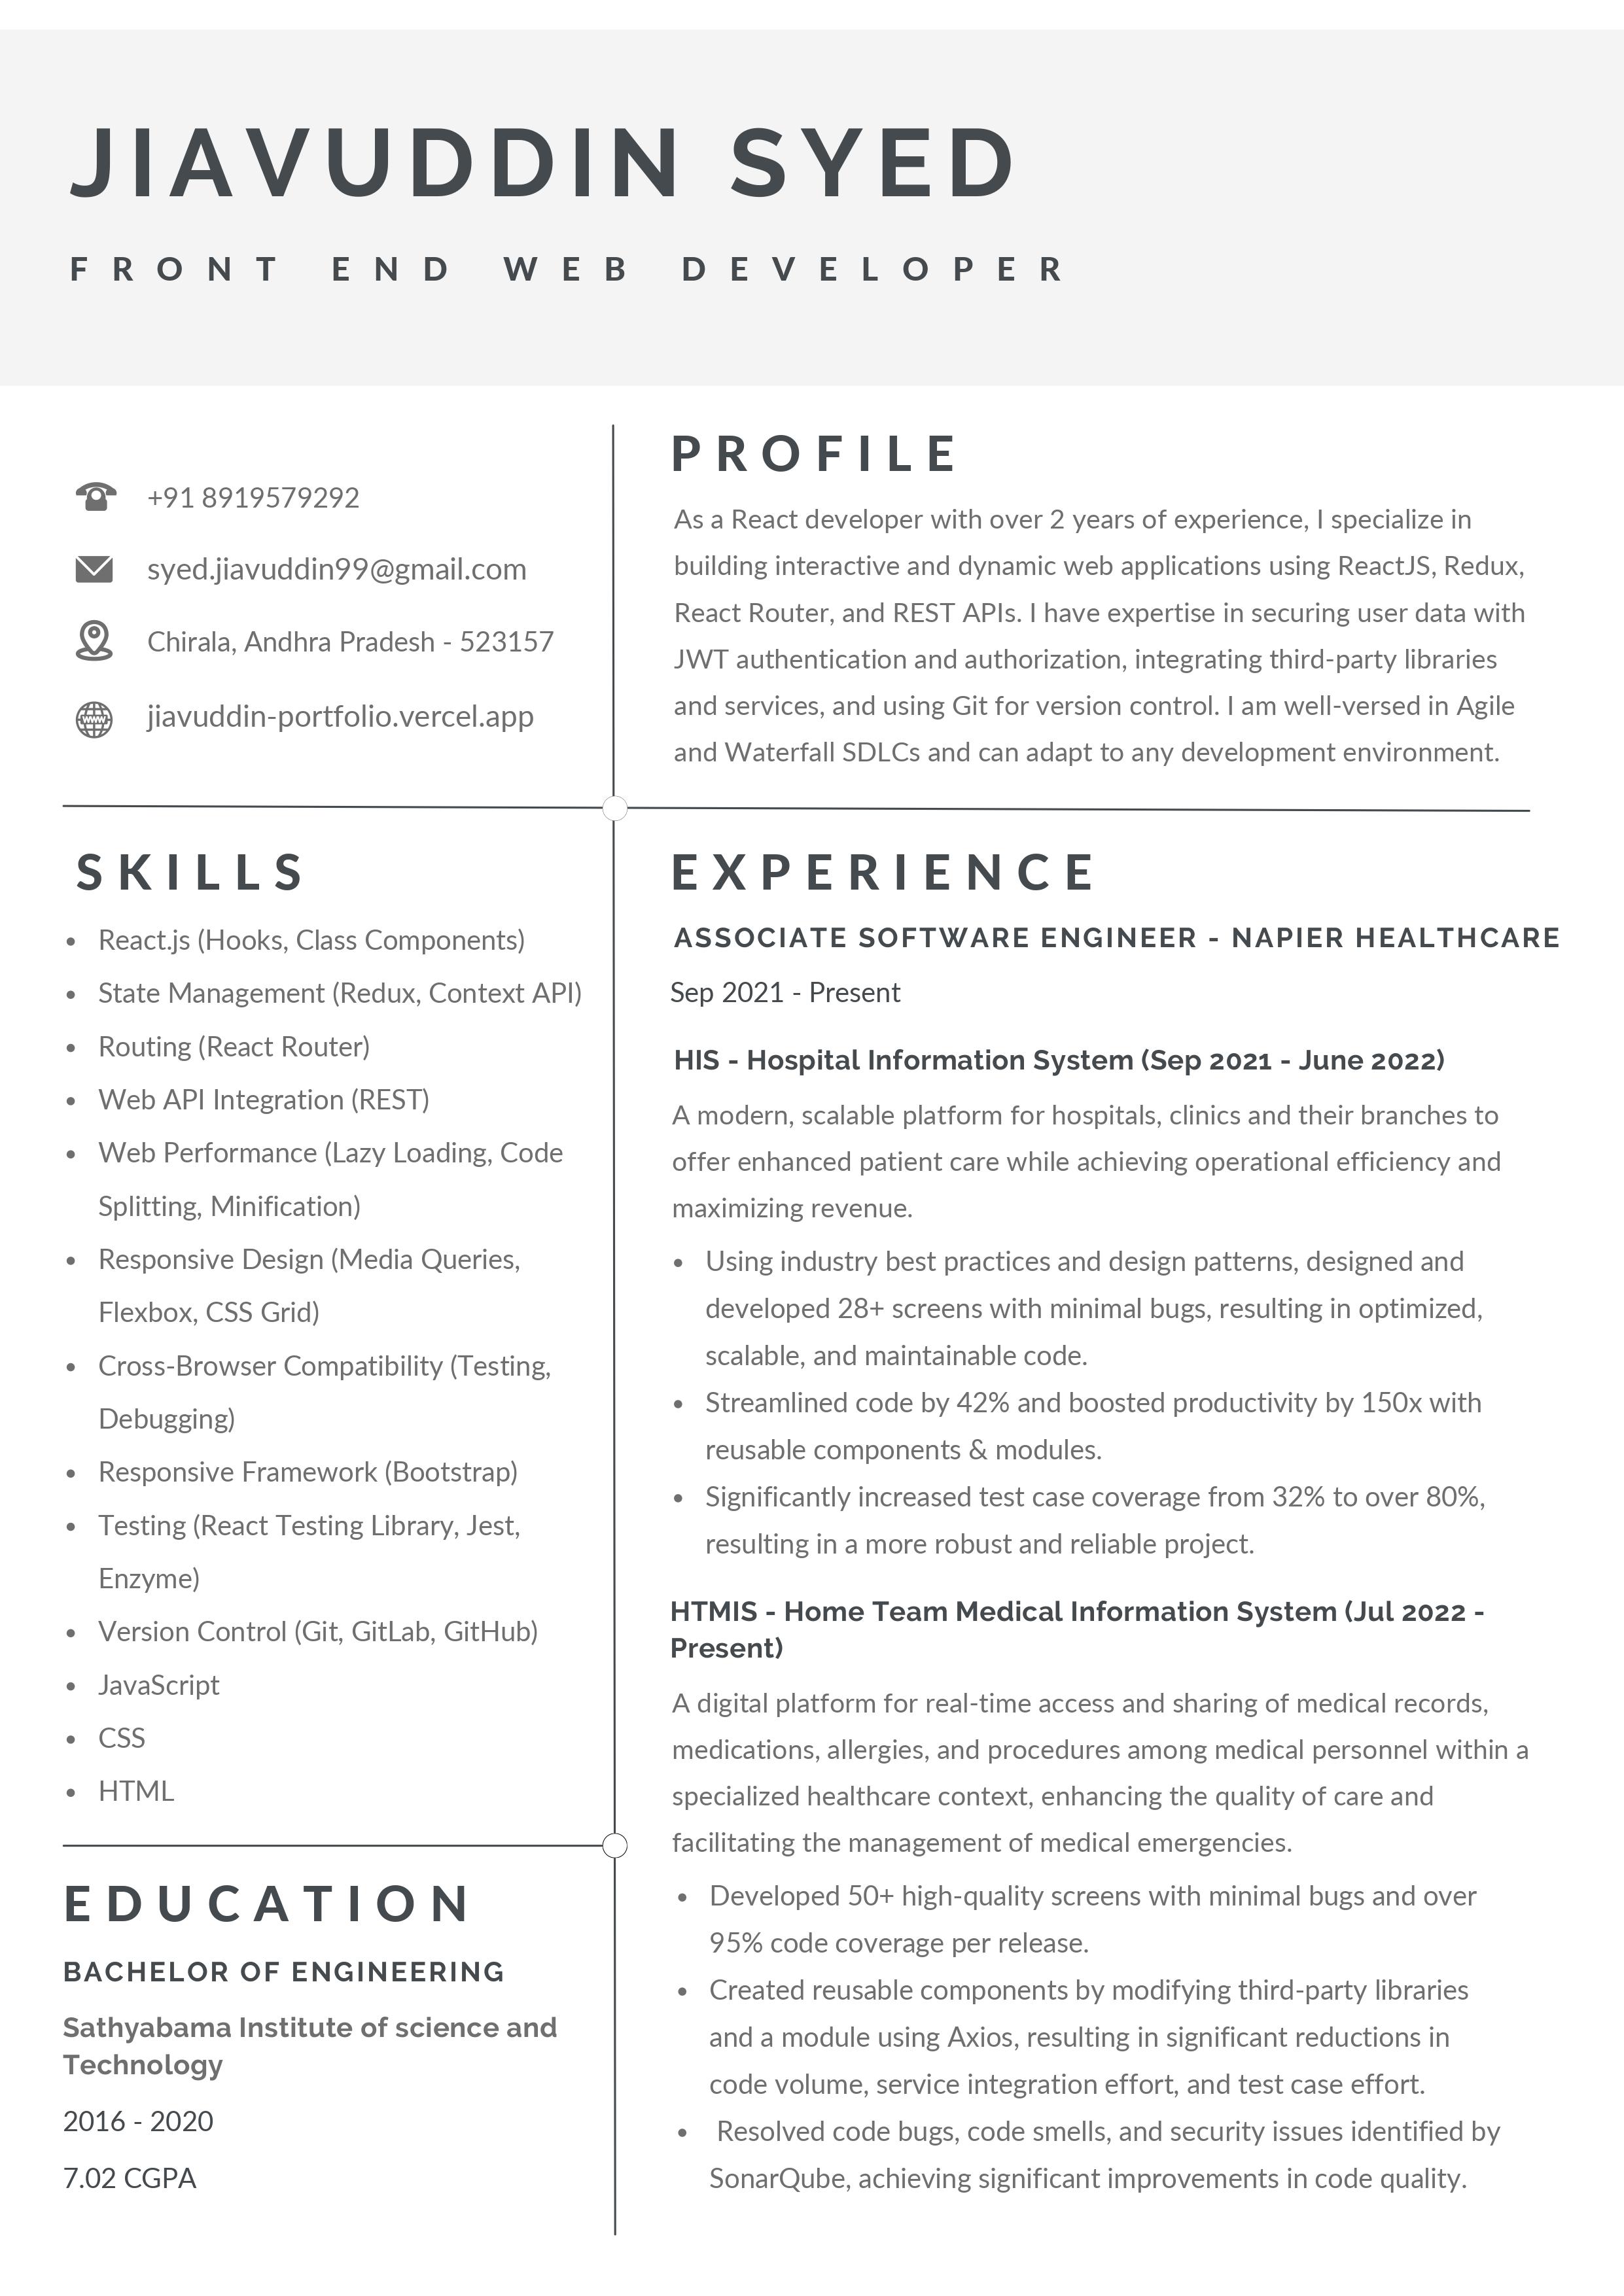 JIAVUDDIN SYED
FRONT END WEB DEVELOPER
+91 8919579292
syed.jiavuddin99@gmail.com
Chirala, Andhra Pradesh - 523157
WWW
jiavuddin-portfolio.vercel.app
PROFILE
As a React developer with over 2 years of experience, I specialize in
building interactive and dynamic web applications using ReactJS, Redux,
React Router, and REST APIs. I have expertise in securing user data with
JWT authentication and authorization, integrating third-party libraries
and services, and using Git for version control. I am well-versed in Agile
and Waterfall SDLCs and can adapt to any development environment.
SKILLS
• React.js (Hooks, Class Components)
• State Management (Redux, Context API)
• Routing (React Router)
• Web API Integration (REST)
• Web Performance (Lazy Loading, Code
Splitting, Minification)
• Responsive Design (Media Queries,
Flexbox, CSS Grid)
• Cross-Browser Compatibility (Testing,
Debugging)
• Responsive Framework (Bootstrap)
• Testing (React Testing Library, Jest,
Enzyme)
• Version Control (Git, GitLab, GitHub)
• JavaScript
• CSS
• HTML
EDUCATION
BACHELOR OF ENGINEERING
Sathyabama Institute of science and
Technology
2016 - 2020
7.02 CGPA
EXPERIENCE
ASSOCIATE SOFTWARE ENGINEER - NAPIER HEALTHCARE
Sep 2021 - Present
HIS - Hospital Information System (Sep 2021 - June 2022)
A modern, scalable platform for hospitals, clinics and their branches to
offer enhanced patient care while achieving operational efficiency and
maximizing revenue.
• Using industry best practices and design patterns, designed and
developed 28+ screens with minimal bugs, resulting in optimized,
scalable, and maintainable code.
• Streamlined code by 42% and boosted productivity by 150x with
reusable components & modules.
• Significantly increased test case coverage from 32% to over 80%,
resulting in a more robust and reliable project.
HTMIS - Home Team Medical Information System (Jul 2022 -
Present)
A digital platform for real-time access and sharing of medical records,
medications, allergies, and procedures among medical personnel within a
specialized healthcare context, enhancing the quality of care and
facilitating the management of medical emergencies.
• Developed 50+ high-quality screens with minimal bugs and over
95% code coverage per release.
• Created reusable components by modifying third-party libraries
and a module using Axios, resulting in significant reductions in
code volume, service integration effort, and test case effort.
• Resolved code bugs, code smells, and security issues identified by
SonarQube, achieving significant improvements in code quality.